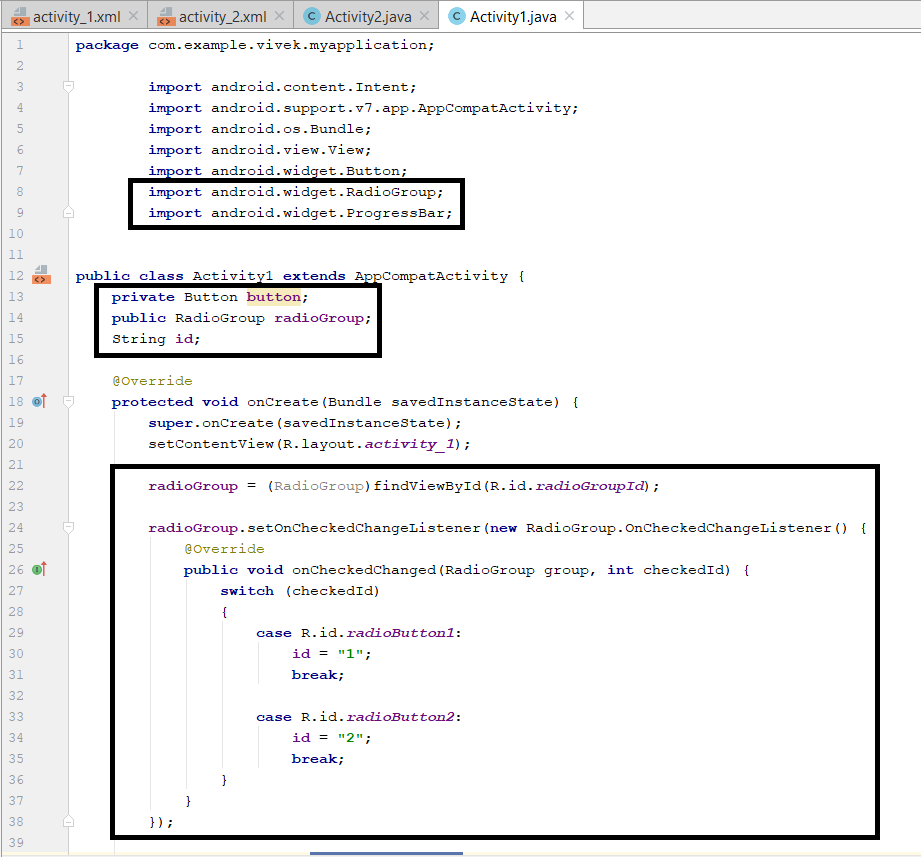 activity_1.xml activity_2.xml Activity2.java Activity1.java
1 package com.example.vivek.myapplication;
2
3 import android.content.Intent;
4 import android.support.v7.app.AppCompatActivity;
5 import android.os.Bundle;
6 import android.view.View;
7 import android.widget.Button;
8 import android.widget.RadioGroup;
9 import android.widget.ProgressBar;
10
11
12 public class Activity1 extends AppCompatActivity {
13 private Button button;
14 public RadioGroup radioGroup;
15 String id;
16
17 @Override
18 protected void onCreate(Bundle savedInstanceState) {
19 super.onCreate(savedInstanceState);
20 setContentView(R.layout.activity_1);
21
22 radioGroup = (RadioGroup)findViewById(R.id.radioGroupId);
23
24 radioGroup.setOnCheckedChangeListener(new RadioGroup.OnCheckedChangeListener() {
25 @Override
26 public void onCheckedChanged(RadioGroup group, int checkedId) {
27 switch (checkedId)
28 {
29 case R.id.radioButton1:
30 id = "1";
31 break;
32
33 case R.id.radioButton2:
34 id = "2";
35 break;
36 }
37 }
38 });
39